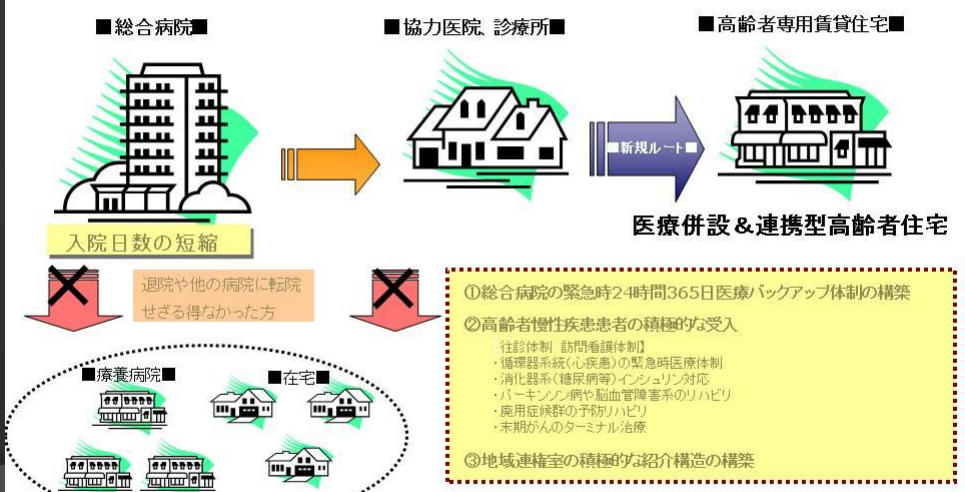 ■総合病院■
■協力医院、診療所■
■高齢者専用賃貸住宅■
■新規ルート■
医療併設＆連携型高齢者住宅
入院日数の短縮
退院や他の病院に転院
せざる得なかった方
■療養病院■
■在宅■
①総合病院の緊急時24時間365日医療バックアップ体制の構築
②高齢者慢性疾患患者の積極的な受入
往診体制 訪問看護体制】
・循環器系統(心疾患)の緊急時医療体制
・消化器系(糖尿病等)インシュリン対応
・パーキンソン病や脳血管障害系のリハビリ
・廃用症候群の予防リハビリ
・末期がんのターミナル治療
③地域連権室の積極的な紹介構造の構築